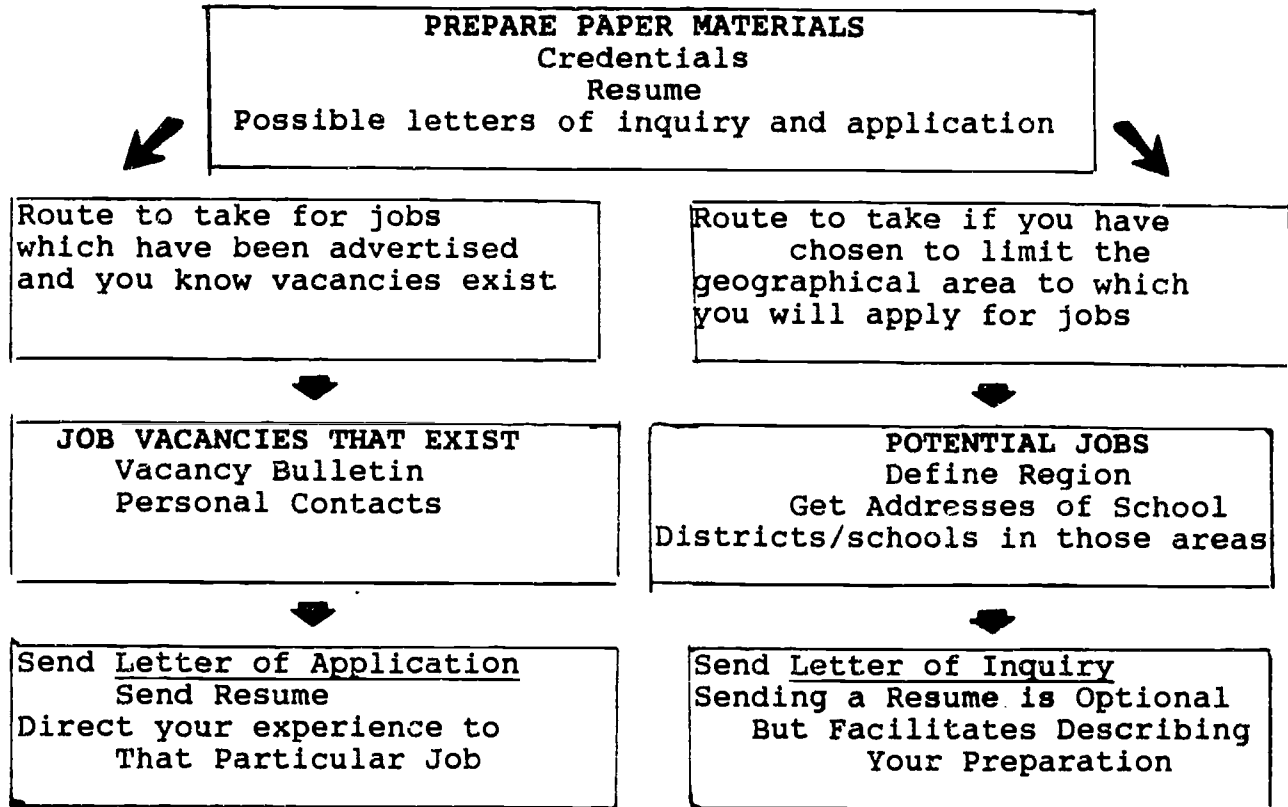 PREPARE PAPER MATERIALS
Credentials
Resume
Possible letters of inquiry and application
Route to take for jobs
which have been advertised
and you know vacancies exist
Route to take if you have
chosen to limit the
geographical area to which
you will apply for jobs
JOB VACANCIES THAT EXIST
Vacancy Bulletin
Personal Contacts
POTENTIAL JOBS
Define Region
Get Addresses of School
Districts/schools in those areas
Send Letter of Application
Send Resume
Direct your experience to
That Particular Job
Send Letter of Inquiry
Sending a Resume is Optional
But Facilitates Describing
Your Preparation